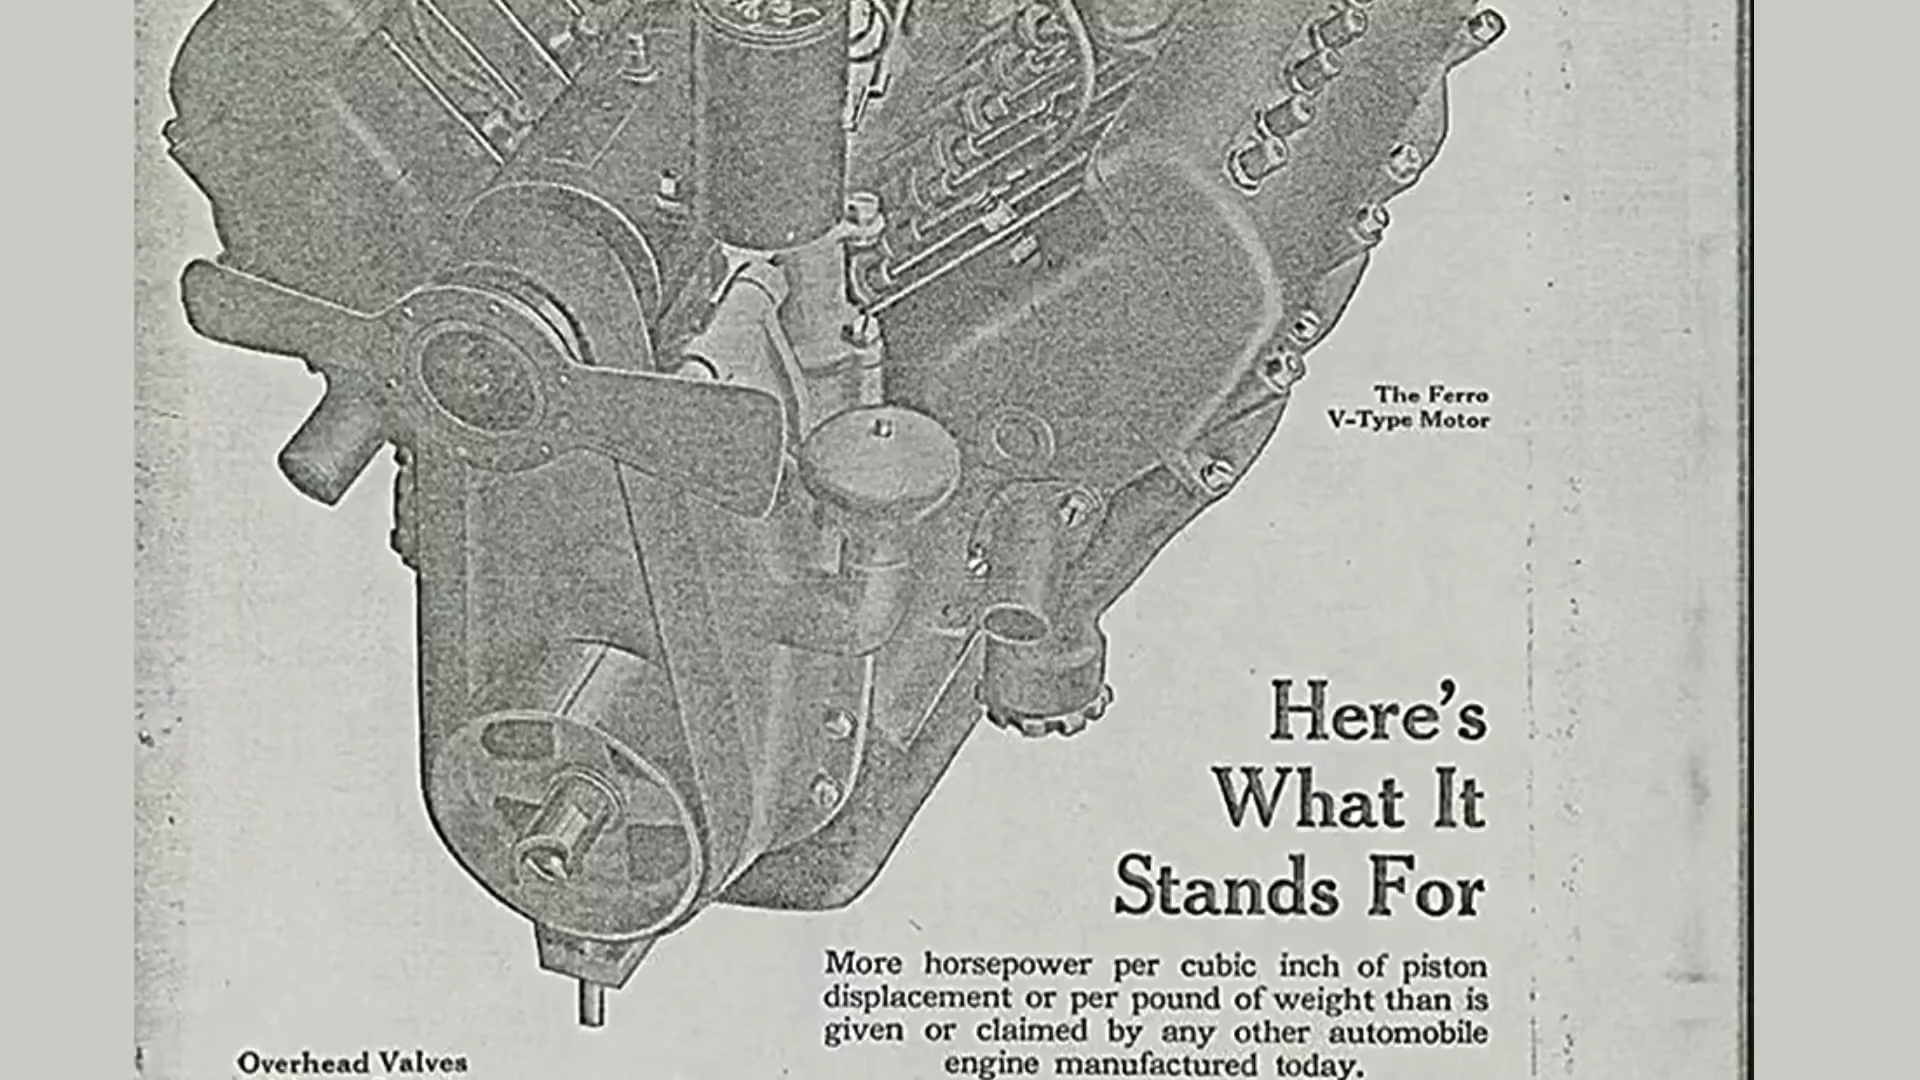 The Ferro
V-Type Motor
Here's
What It
Stands For
More horsepower per cubic inch of piston
displacement or per pound of weight than is
given or claimed by any other automobile
engine manufactured today.
Overhead Valves